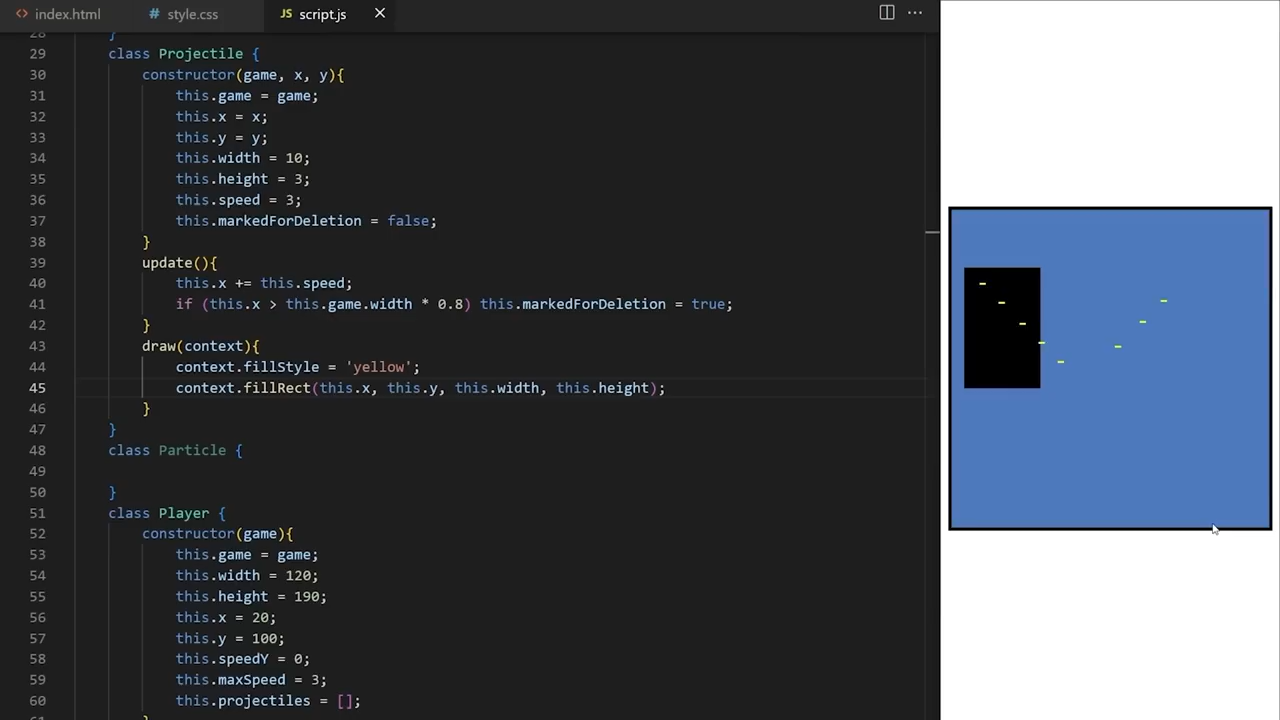 index.html
# style.css
JS script.js
28 }
29 class Projectile {
30 constructor(game, x, y){
31 this.game = game;
32 this.x = x;
33 this.y = y;
34 this.width = 10;
35 this.height = 3;
36 this.speed = 3;
37 this.markedForDeletion = false;
38 }
39 update(){
40 this.x += this.speed;
41 if (this.x > this.game.width * 0.8) this.markedForDeletion = true;
42 }
43 draw(context){
44 context.fillStyle = 'yellow';
45 context.fillRect(this.x, this.y, this.width, this.height);
46 }
47 }
48 class Particle {
49
50 }
51 class Player {
52 constructor(game){
53 this.game = game;
54 this.width = 120;
55 this.height = 190;
56 this.x = 20;
57 this.y = 100;
58 this.speedY = 0;
59 this.maxSpeed = 3;
60 this.projectiles = [];
61 }